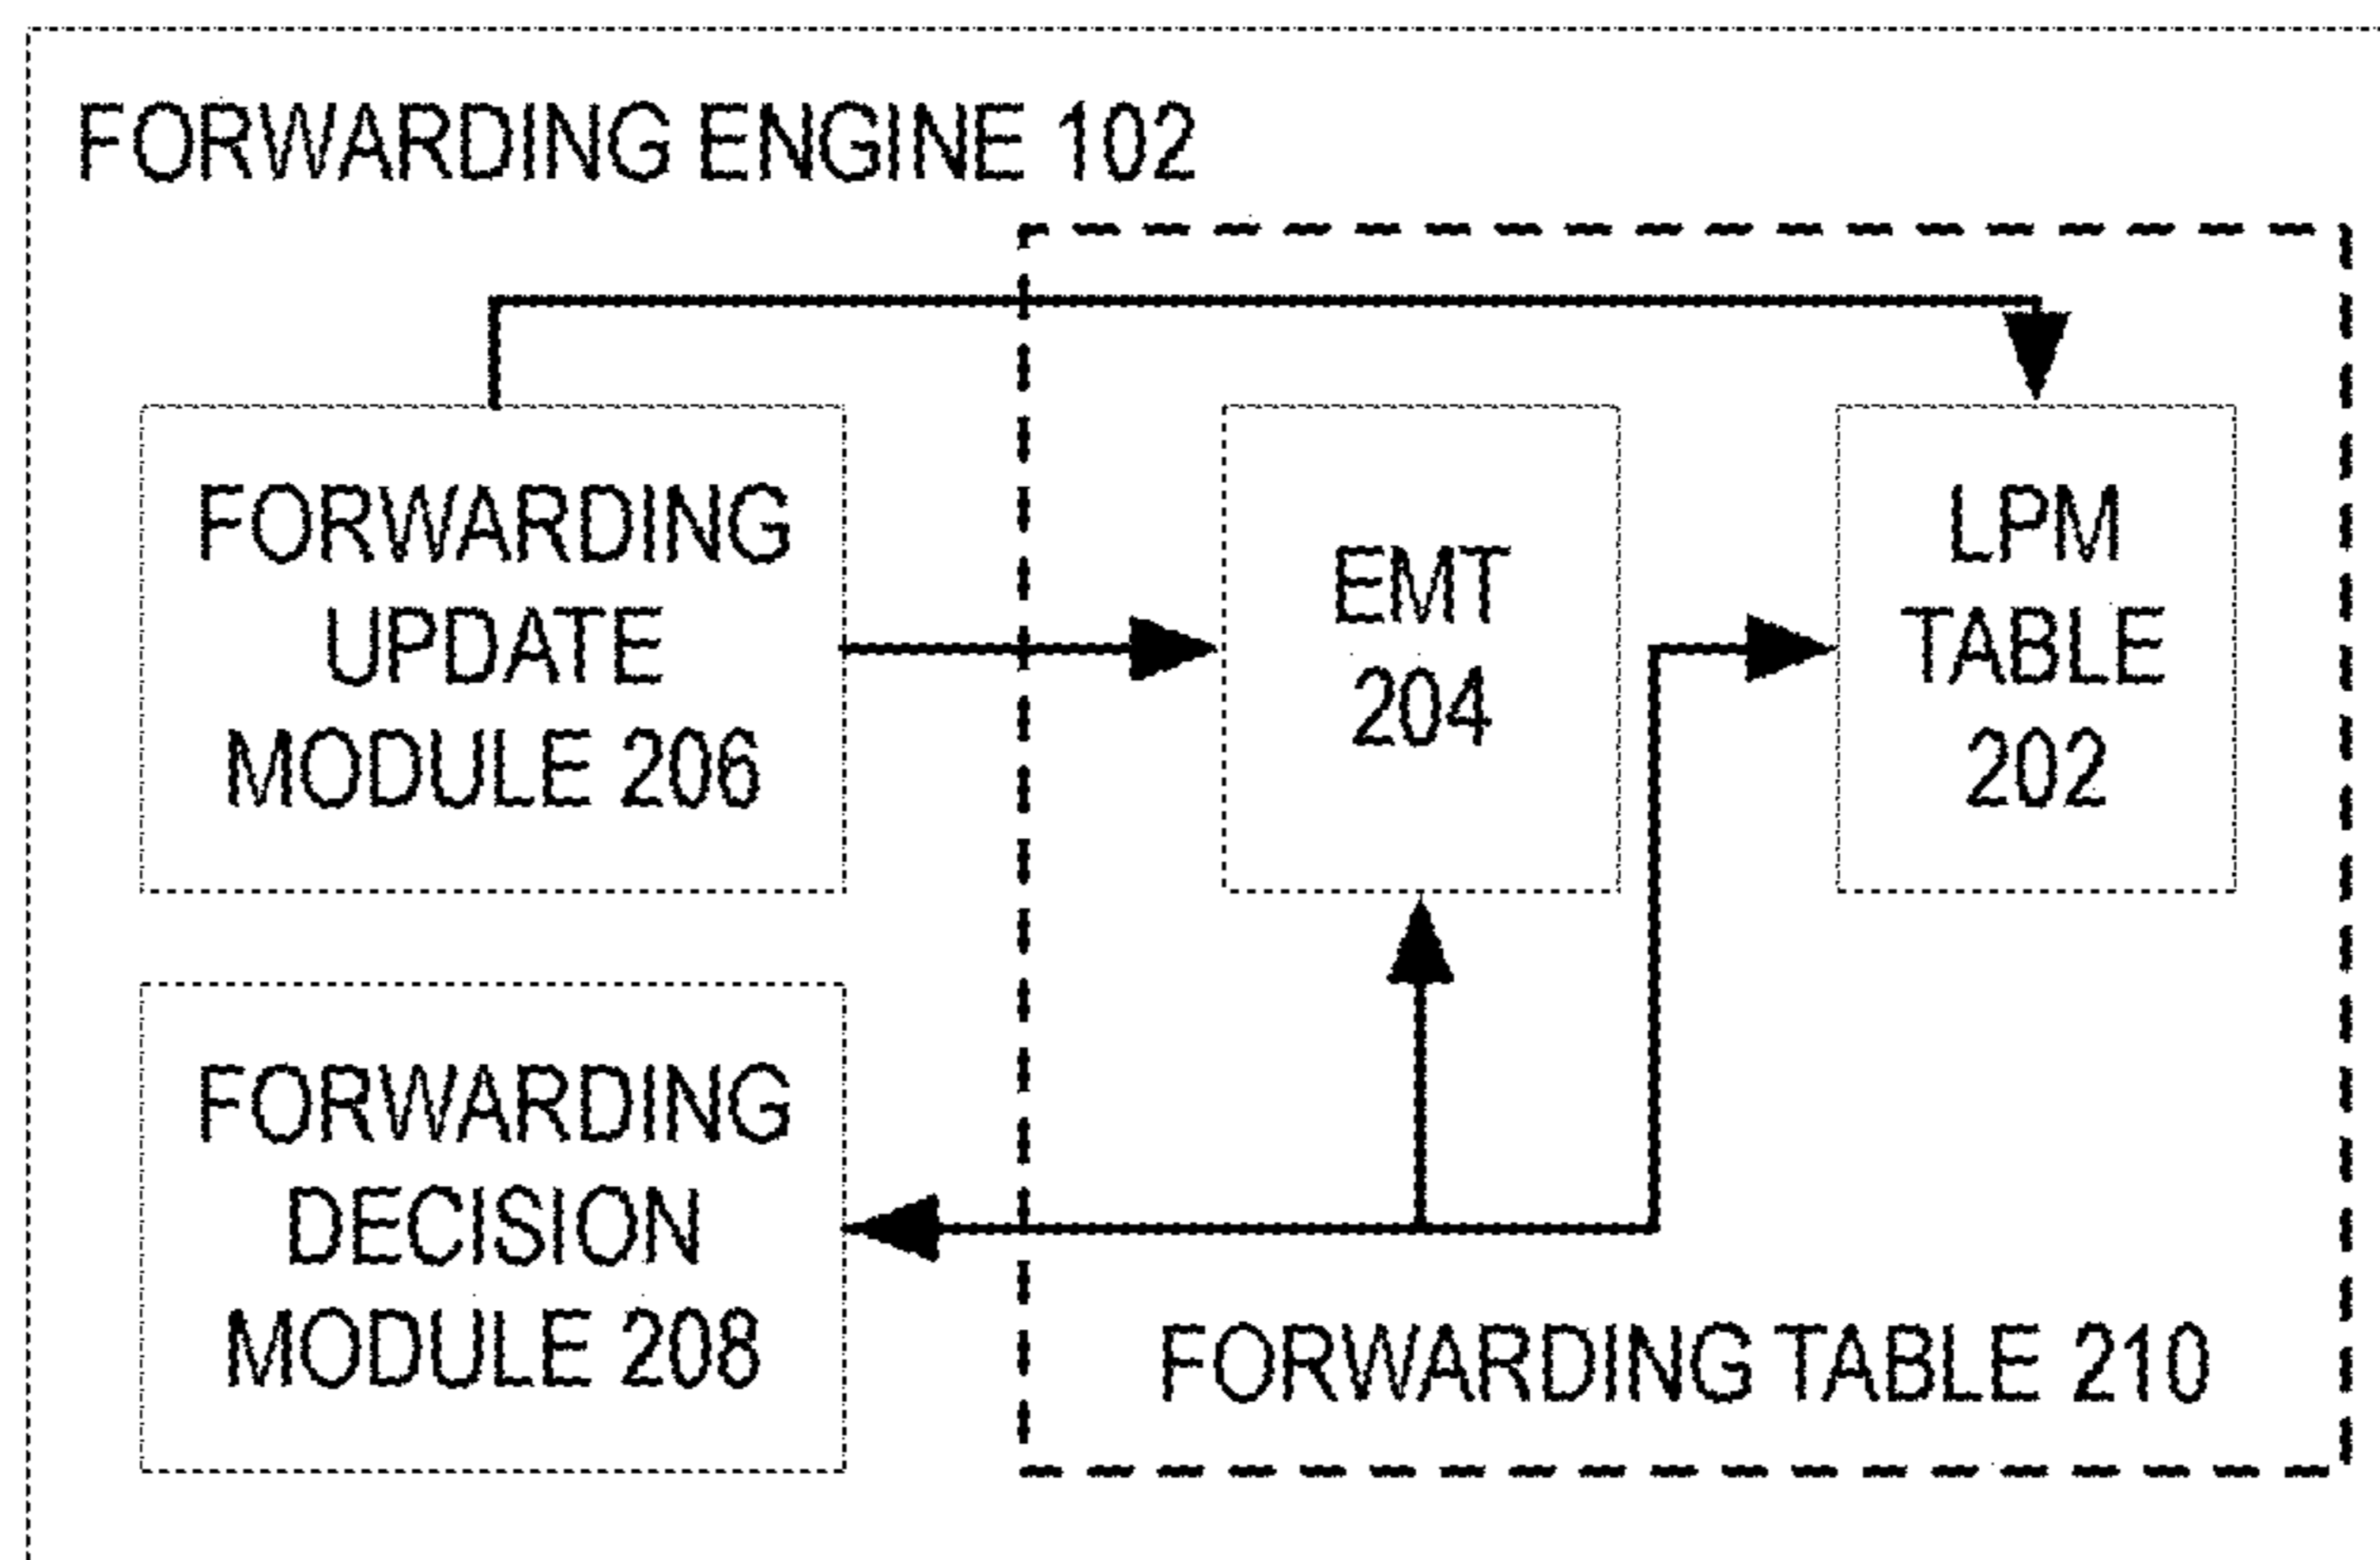 FORWARDING ENGINE 102
FORWARDING
UPDATE
MODULE 206
EMT
204
LPM
TABLE
202
FORWARDING
DECISION
MODULE 208
FORWARDING TABLE 210